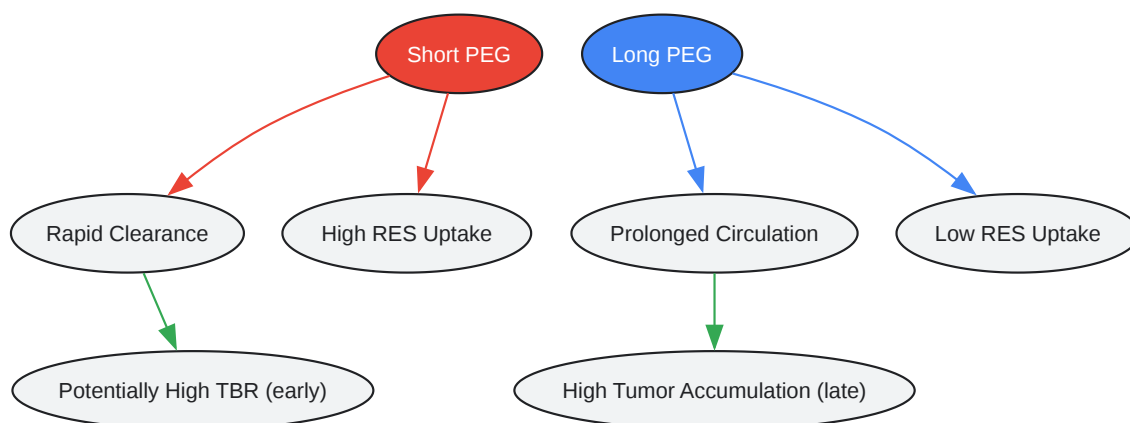 Short PEG
Long PEG
Rapid Clearance
High RES Uptake
Prolonged Circulation
Low RES Uptake
Potentially High TBR (early)
High Tumor Accumulation (late)